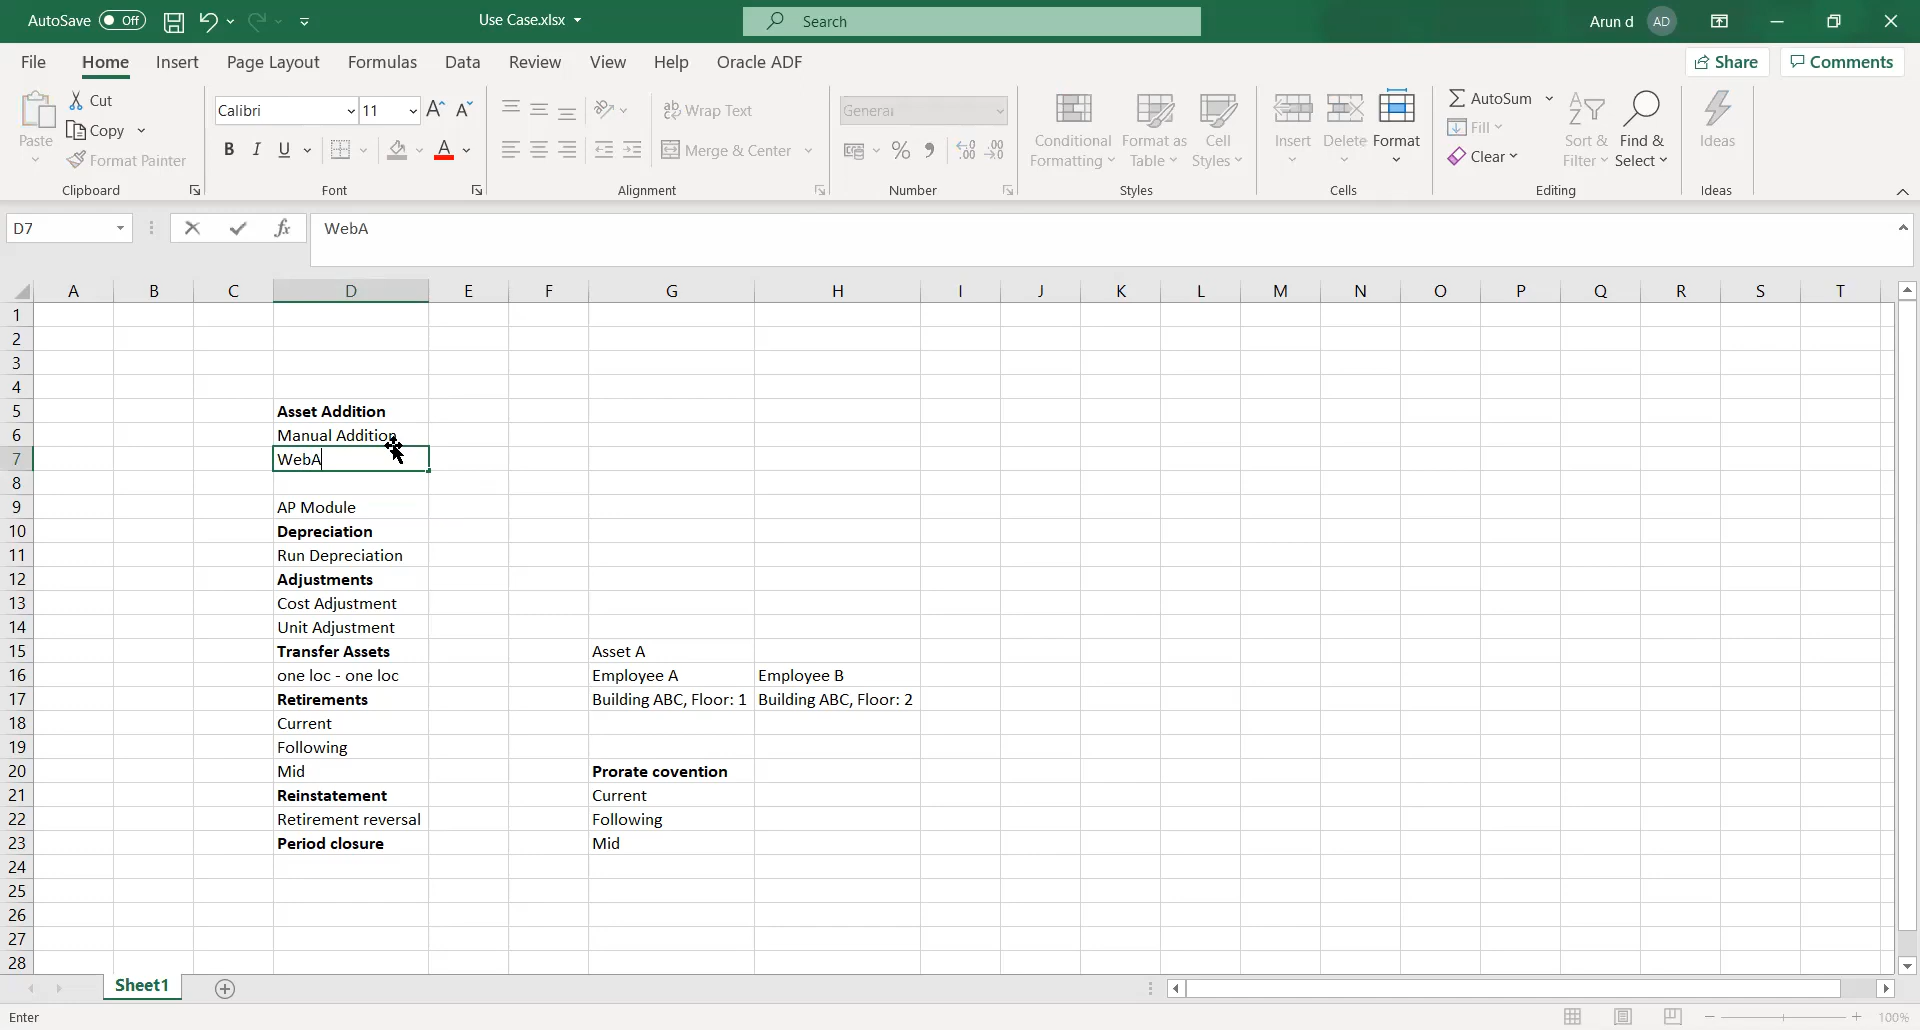 AutoSave Off Use Case.xlsx Search Arun d AD
File Home Insert Page Layout Formulas Data Review View Help Oracle ADF Share Comments
Paste Cut Copy Format Painter Clipboard
Calibri 11 A A B I U A Font
ab Wrap Text Merge & Center Alignment
General % Number
Conditional Formatting Format as Table Cell Styles Styles
Insert Delete Format Cells
AutoSum Fill Clear Sort & Filter Find & Select Editing
Ideas Ideas
D7 fx WebA
A B C D E F G H I J K L M N O P Q R S T
1
2
3
4
5 Asset Addition
6 Manual Addition
7 WebA
8
9 AP Module
10 Depreciation
11 Run Depreciation
12 Adjustments
13 Cost Adjustment
14 Unit Adjustment
15 Transfer Assets Asset A
16 one loc - one loc Employee A Employee B
17 Retirements Building ABC, Floor: 1 Building ABC, Floor: 2
18 Current
19 Following
20 Mid Prorate covention
21 Reinstatement Current
22 Retirement reversal Following
23 Period closure Mid
24
25
26
27
28
Sheet1
Enter 100%